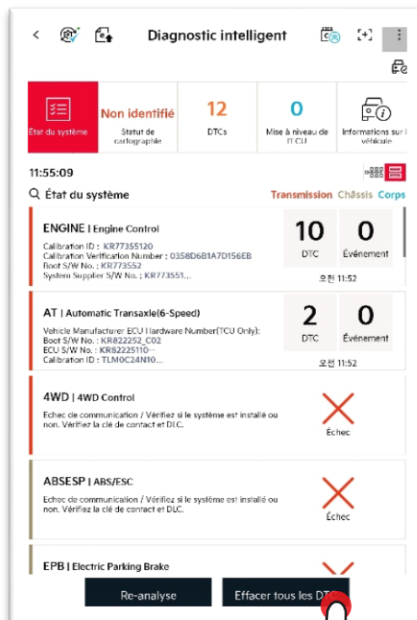 Diagnostic intelligent
État du système
Non identifié
Statut de
cartographie
12
DTCs
0
Mise à niveau de
l'ECU
Informations sur l
véhicule
11:55:09
État du système
Transmission Châssis Corps
ENGINE | Engine Control
Calibration ID : KR77355120
Calibration Verification Number : 0358D6B1A7D156EB
Boot S/W No. : KR773552
System Supplier S/W No. : KR773551...
10
DTC
0
Événement
오전 11:52
AT | Automatic Transaxle(6-Speed)
Vehicle Manufacturer ECU Hardware Number(TCU Only):
Boot S/W No. : KR822252_C02
ECU S/W No. : KR82225110--
Calibration ID : TLM0C24N10...
2
DTC
0
Événement
오전 11:52
4WD | 4WD Control
Echec de communication / Vérifiez si le système est installé ou
non. Vérifiez la clé de contact et DLC.
Échec
ABSESP | ABS/ESC
Echec de communication / Vérifiez si le système est installé ou
non. Vérifiez la clé de contact et DLC.
Échec
EPB | Electric Parking Brake
Re-analyse
Effacer tous les DTC